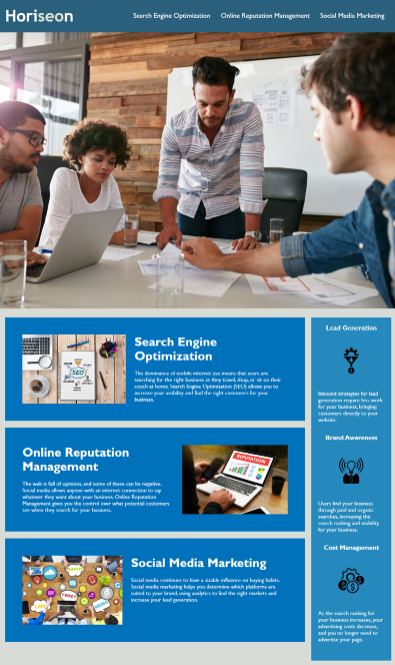 Horiseon
Search Engine Optimization Online Reputation Management Social Media Marketing
Search Engine
Optimization
The dominance of mobile internet use means that users are
searching for the right business as they travel, shop, or sit on their
couch at home. Search Engine Optimization (SEO) allows you to
increase your visibility and find the right customers for your
business.
SEO
Online Reputation
Management
The web is full of opinions, and some of these can be negative.
Social media allows anyone with an internet connection to say
whatever they want about your business. Online Reputation
Management gives you the control over what potential customers
see when they search for your business.
REPUTATION
Social Media Marketing
Social media continues to have a sizable influence on buying habits.
Social media marketing helps you determine which platforms are
suited to your brand, using analytics to find the right markets and
increase your lead generation.
Lead Generation
Inbound strategies for lead
generation require less work
for your business, bringing
customers directly to your
website.
Brand Awareness
Users find your business
through paid and organic
searches, increasing the
search ranking and visibility
for your business.
Cost Management
As the search ranking for
your business increases, your
advertising costs decrease,
and you no longer need to
advertise your page.